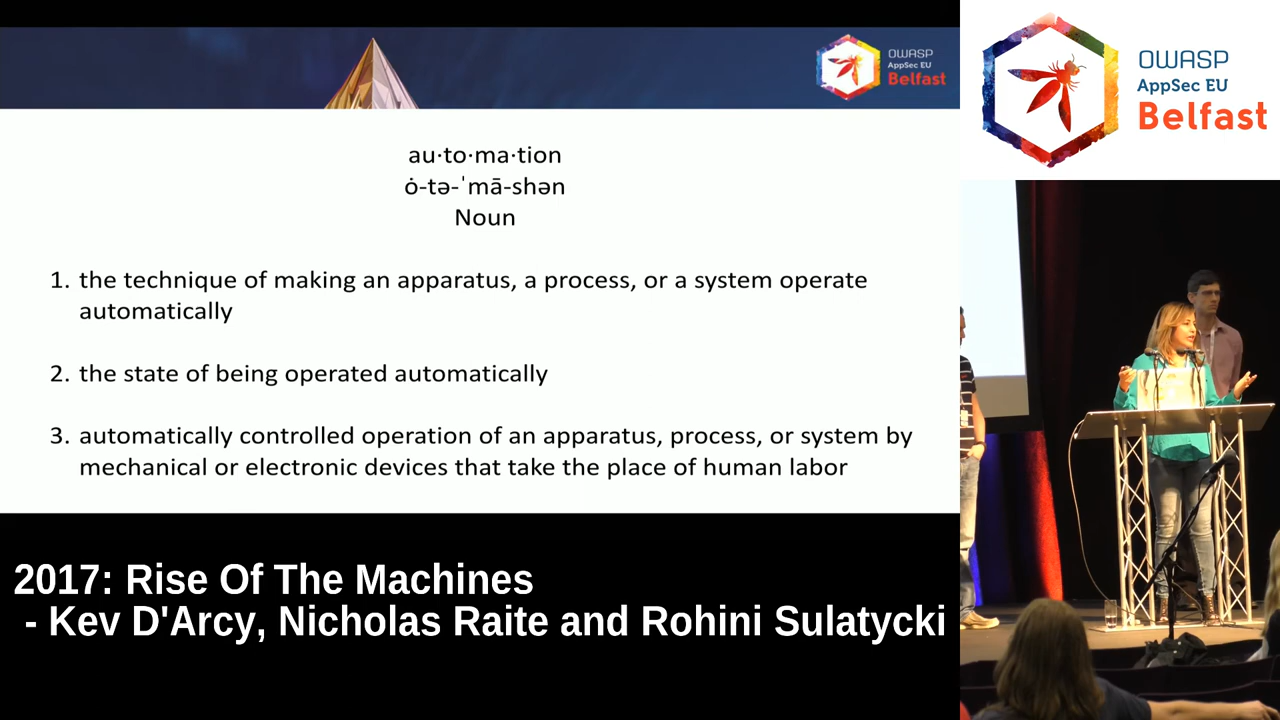 OWASP
AppSec EU
Belfast
au·to·ma·tion
ȯ-tə-ˈmā-shən
Noun
1. the technique of making an apparatus, a process, or a system operate
automatically
2. the state of being operated automatically
3. automatically controlled operation of an apparatus, process, or system by
mechanical or electronic devices that take the place of human labor
OWASP
AppSec EU
Belfast
2017: Rise Of The Machines
- Kev D'Arcy, Nicholas Raite and Rohini Sulatycki